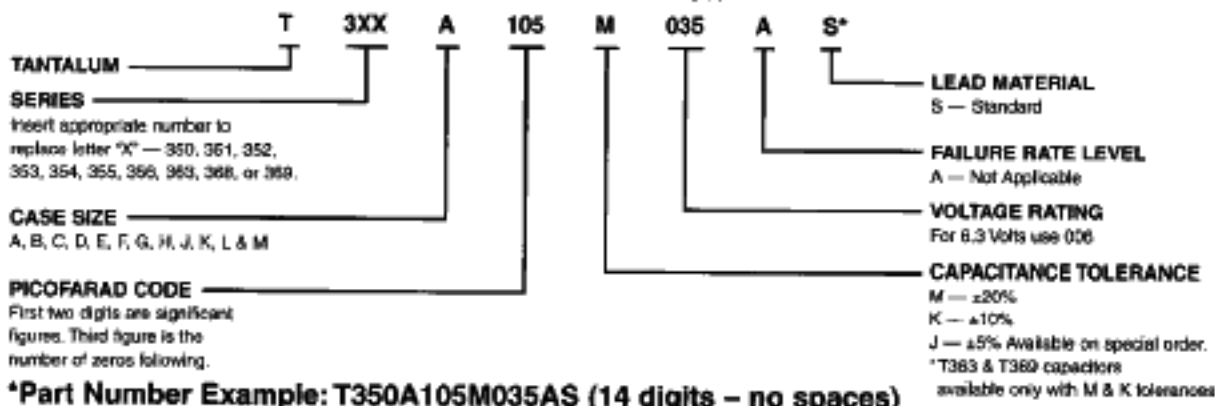 T 3XX A 105 M 035 A S*
TANTALUM
SERIES
Insert appropriate number to
replace letter "X" — 350, 351, 352,
353, 354, 355, 356, 363, 368, or 369.
CASE SIZE
A, B, C, D, E, F, G, H, J, K, L & M
PICOFARAD CODE
First two digits are significant
figures. Third figure is the
number of zeros following.
LEAD MATERIAL
S — Standard
FAILURE RATE LEVEL
A — Not Applicable
VOLTAGE RATING
For 6.3 Volts use 006
CAPACITANCE TOLERANCE
M — ±20%
K — ±10%
J — ±5% Available on special order.
*T363 & T369 capacitors
available only with M & K tolerances
*Part Number Example: T350A105M035AS (14 digits – no spaces)